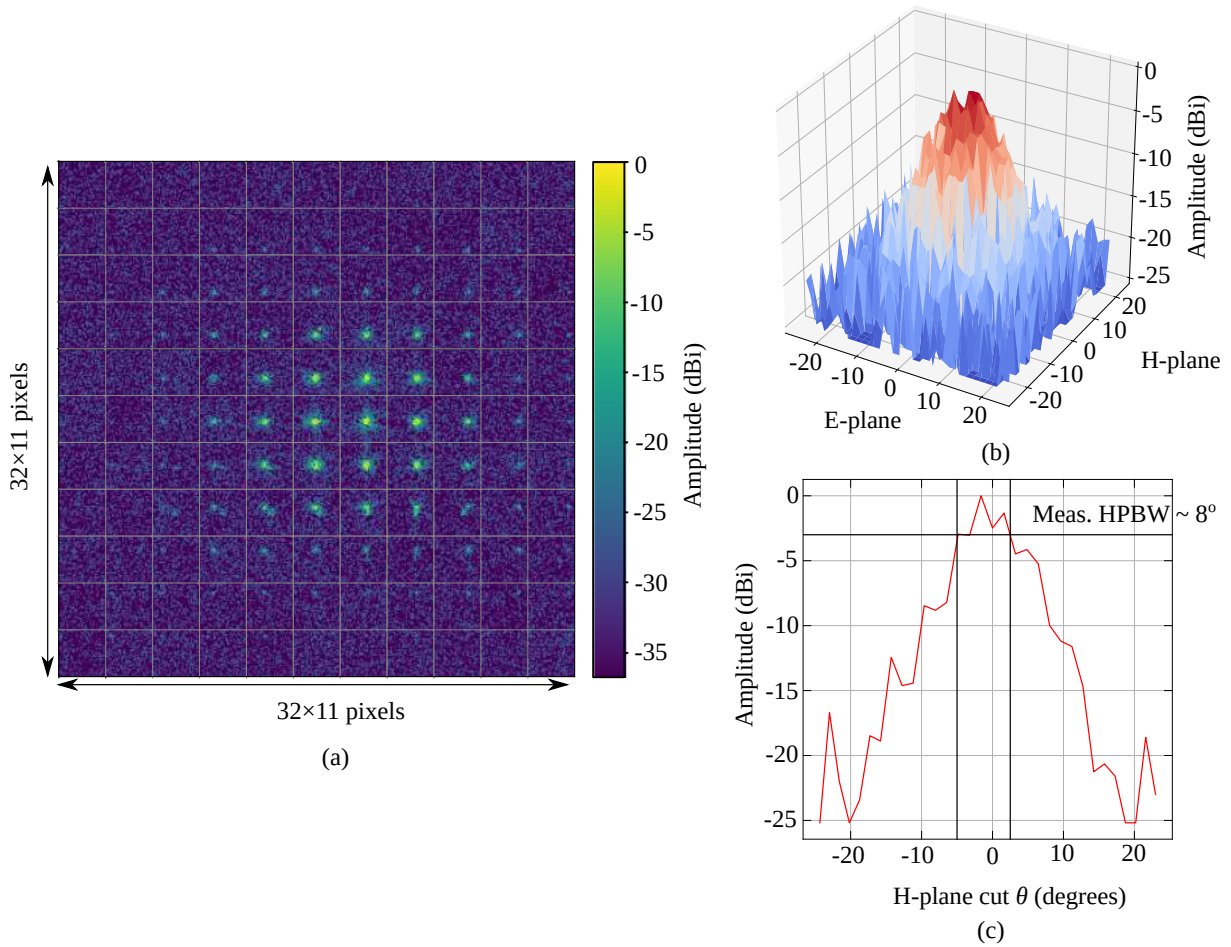 32×11 pixels
32×11 pixels
(a)
0
-5
-10
-15
-20
-25
-30
-35
Amplitude (dBi)
0
-5
-10
-15
-20
-25
Amplitude (dBi)
-20
-10
0
10
20
E-plane
-20
-10
0
10
20
H-plane
(b)
0
-5
-10
-15
-20
-25
Amplitude (dBi)
Meas. HPBW ~ 8°
-20
-10
0
10
20
H-plane cut θ (degrees)
(c)